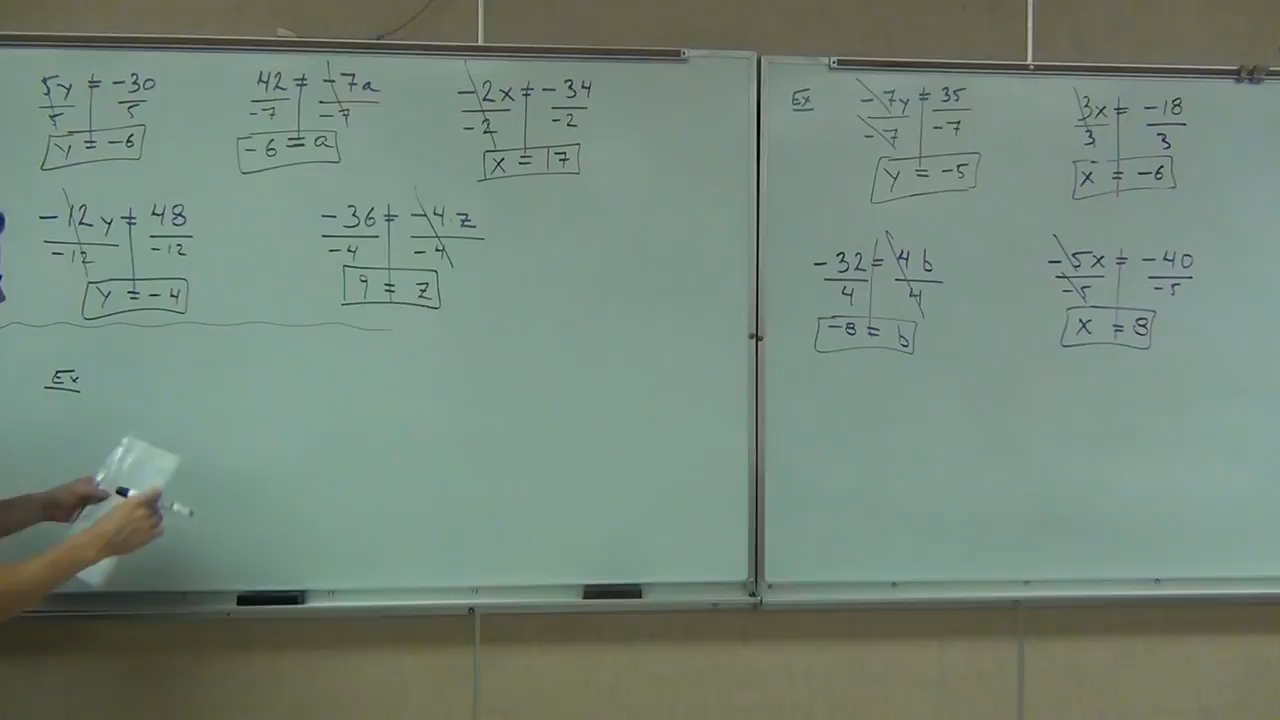 5y = -30
5 5
y = -6
42 = -7a
-7 -7
-6 = a
-2x = -34
-2 -2
x = 17
-12y = 48
-12 -12
y = -4
-36 = -4z
-4 -4
9 = z
Ex
Ex
-7y = 35
-7 -7
y = -5
3x = -18
3 3
x = -6
-32 = 4b
4 4
-8 = b
-5x = -40
-5 -5
x = 8